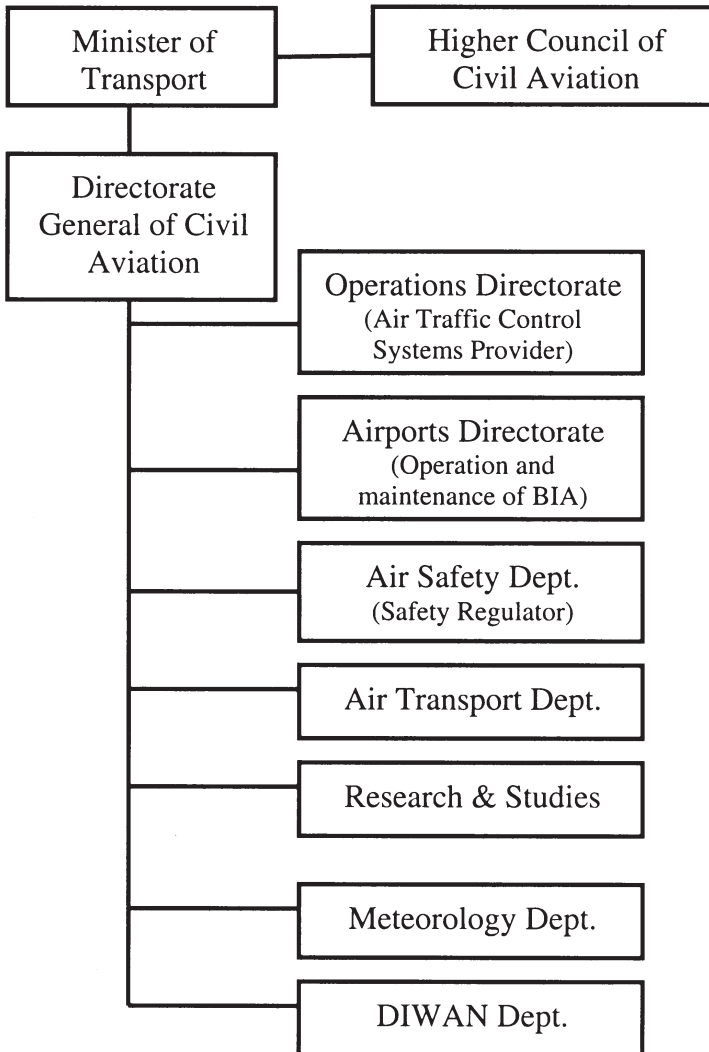 Minister of
Transport
Higher Council of
Civil Aviation
Directorate
General of Civil
Aviation
Operations Directorate
(Air Traffic Control
Systems Provider)
Airports Directorate
(Operation and
maintenance of BIA)
Air Safety Dept.
(Safety Regulator)
Air Transport Dept.
Research & Studies
Meteorology Dept.
DIWAN Dept.